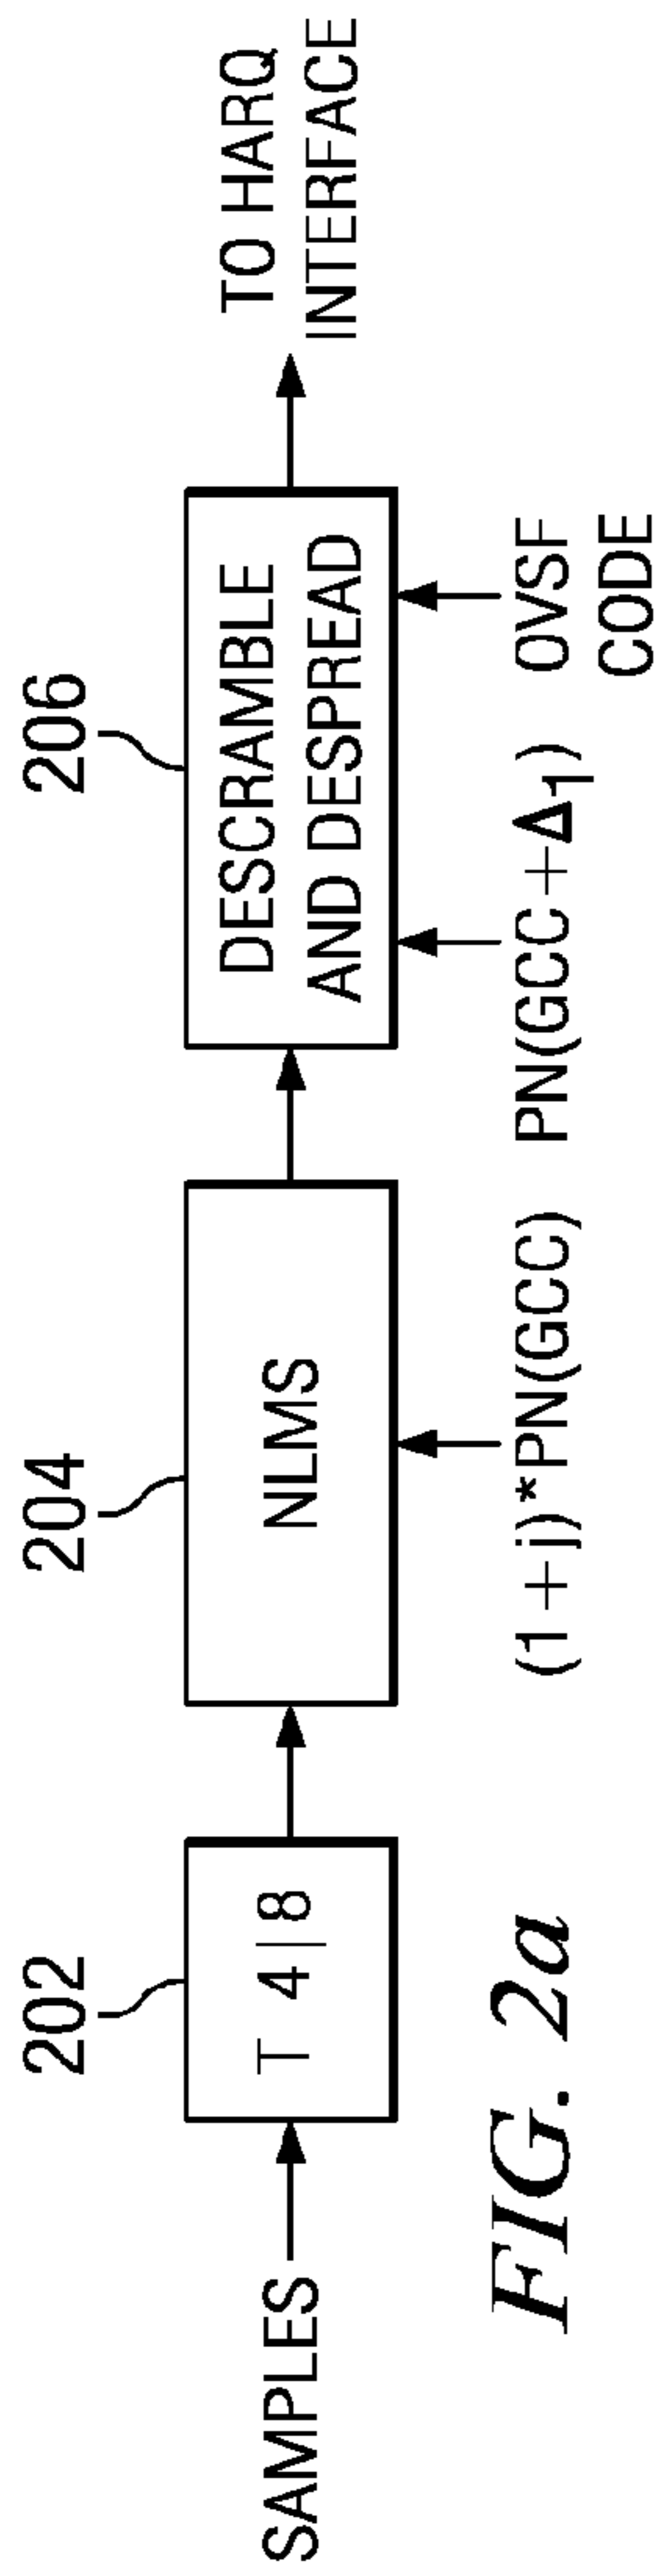 202
204
206
SAMPLES
T 4|8
NLMS
DESCRAMBLE
AND DESPREAD
TO HARQ
INTERFACE
(1+j)*PN(GCC)
PN(GCC+Δ1)
OVSF
CODE
FIG. 2a